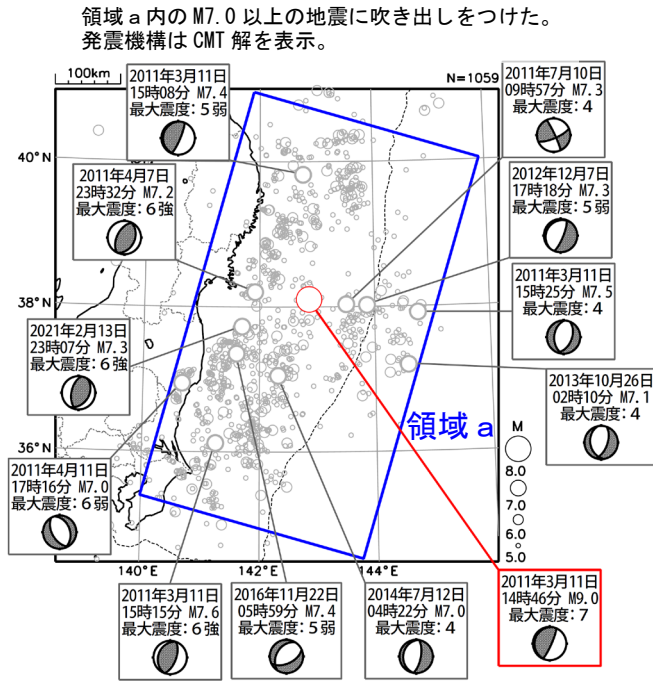 領域ａ内のM7.0以上の地震に吹き出しをつけた。
発震機構はCMT解を表示。
100km
N=1059
2011年3月11日
15時08分 M7.4
最大震度：5弱
2011年7月10日
09時57分 M7.3
最大震度：4
40°N
2011年4月7日
23時32分 M7.2
最大震度：6強
2012年12月7日
17時18分 M7.3
最大震度：5弱
2011年3月11日
15時25分 M7.5
最大震度：4
38°N
2021年2月13日
23時07分 M7.3
最大震度：6強
2013年10月26日
02時10分 M7.1
最大震度：4
領域ａ
36°N
M
8.0
7.0
6.0
5.0
2011年4月11日
17時16分 M7.0
最大震度：6弱
140°E
142°E
144°E
2011年3月11日
15時15分 M7.6
最大震度：6強
2016年11月22日
05時59分 M7.4
最大震度：5弱
2014年7月12日
04時22分 M7.0
最大震度：4
2011年3月11日
14時46分 M9.0
最大震度：7